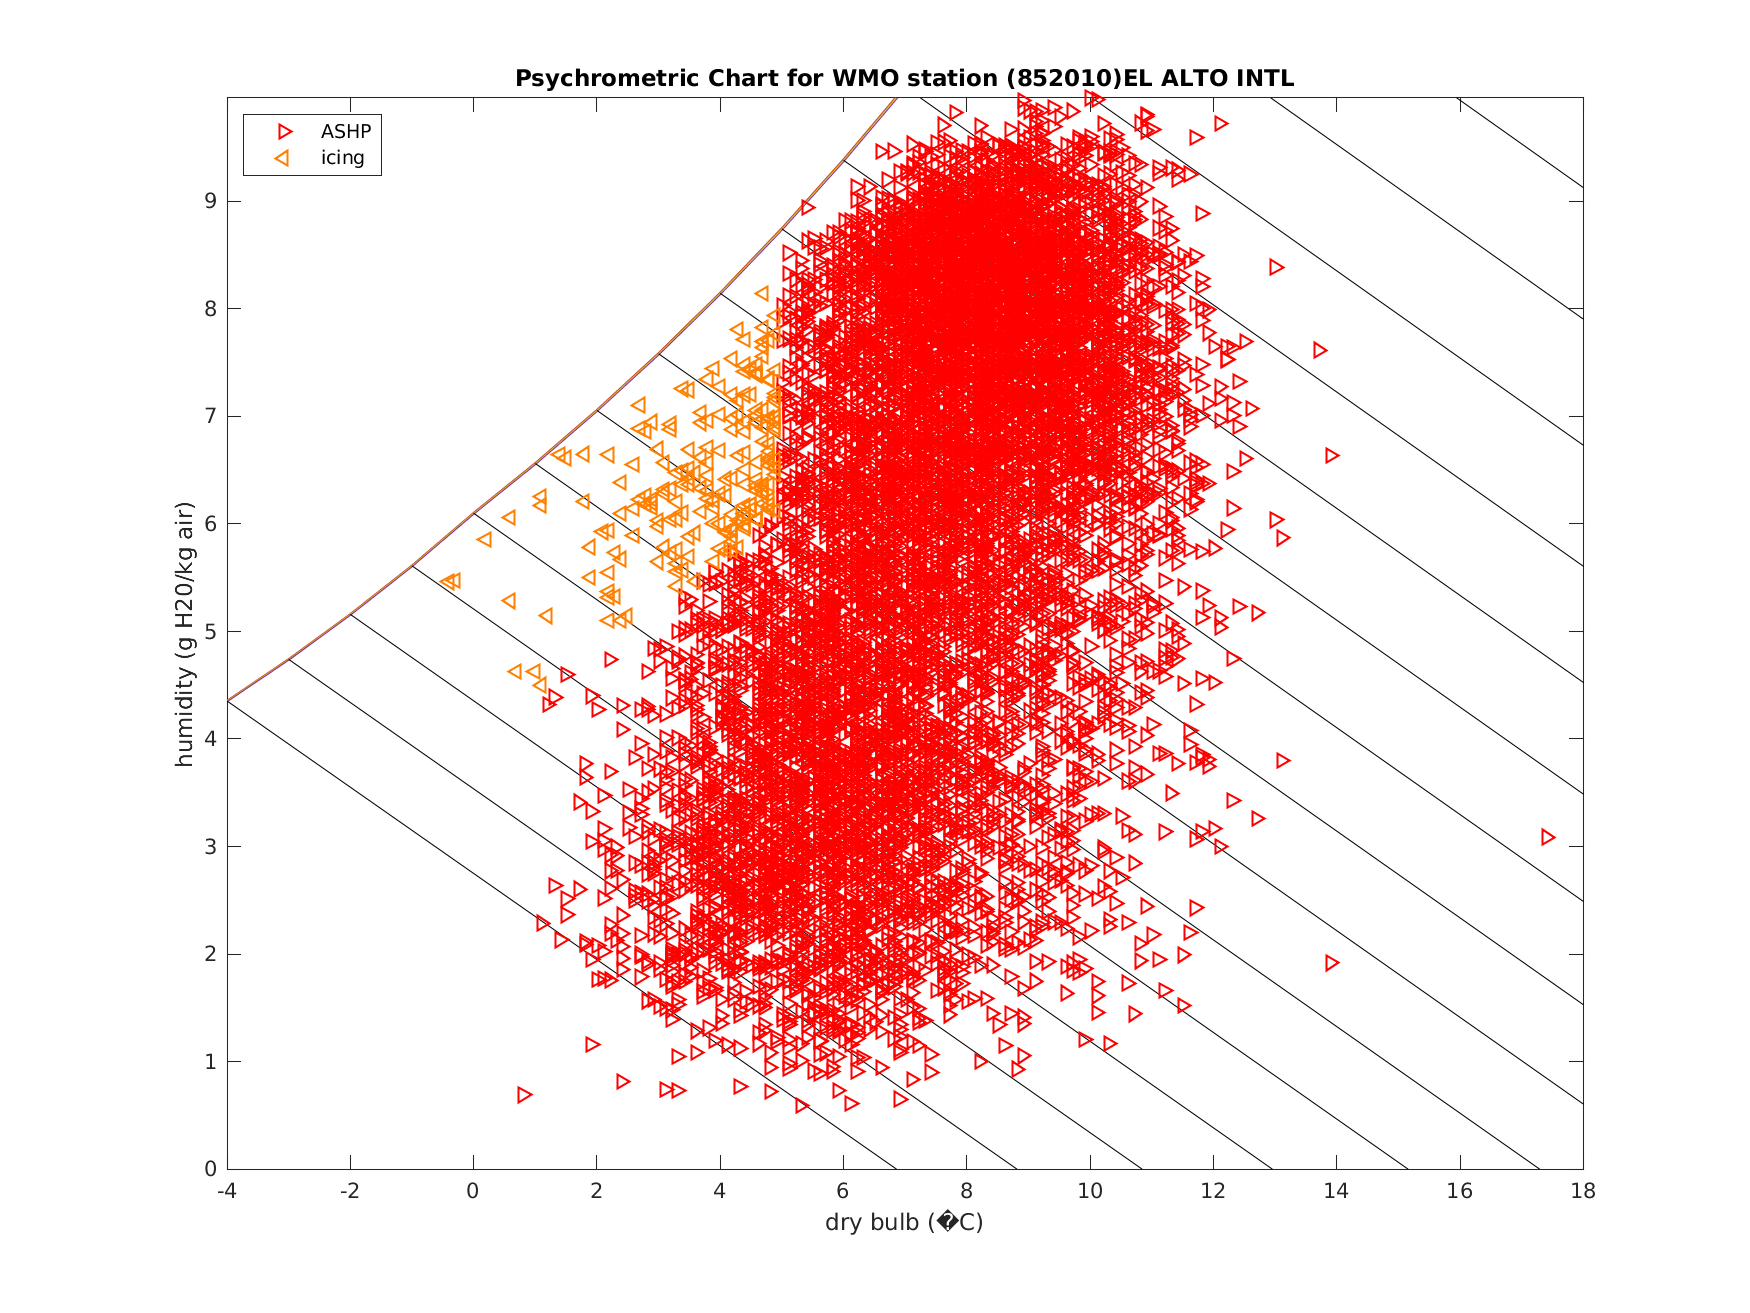 Psychrometric Chart for WMO station (852010)EL ALTO INTL
ASHP
icing
humidity (g H20/kg air)
9
8
7
6
5
4
3
2
1
0
-4 -2 0 2 4 6 8 10 12 14 16 18
dry bulb (�C)